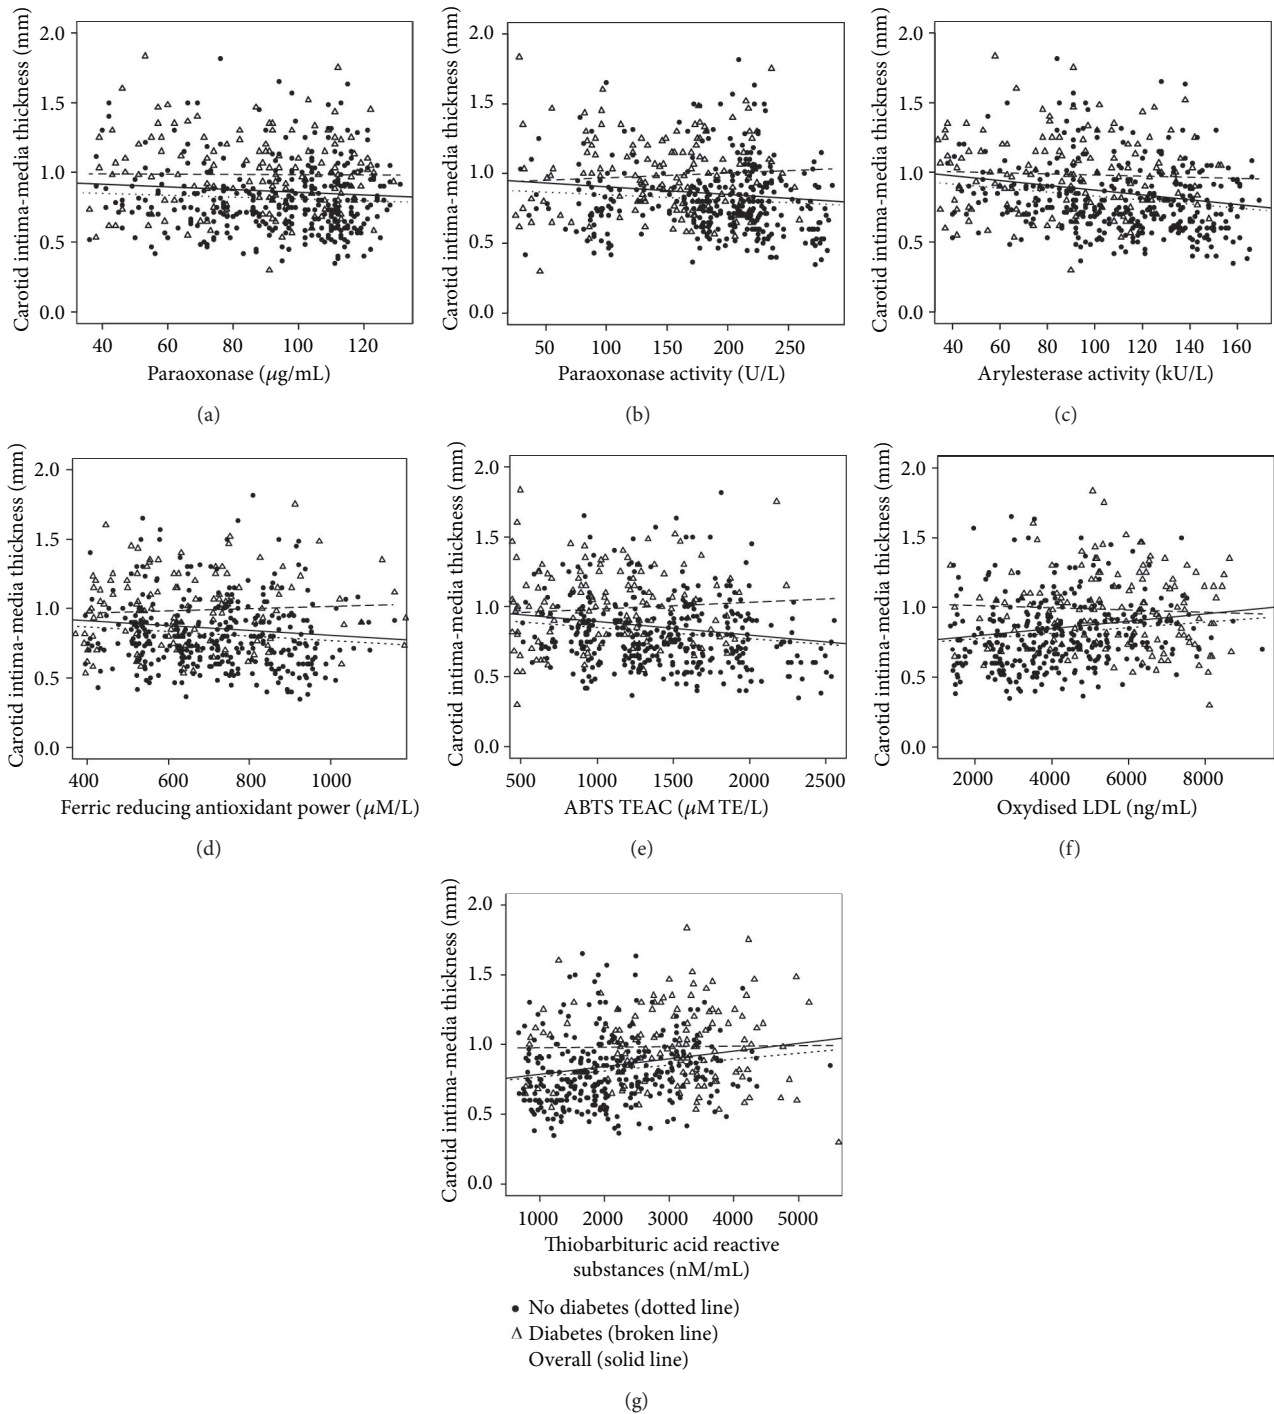 2.0
1.5
1.0
0.5
0.0
Carotid intima-media thickness (mm)
40 60 80 100 120
Paraoxonase (μg/mL)
(a)
2.0
1.5
1.0
0.5
0.0
Carotid intima-media thickness (mm)
50 100 150 200 250
Paraoxonase activity (U/L)
(b)
2.0
1.5
1.0
0.5
0.0
Carotid intima-media thickness (mm)
40 60 80 100 120 140 160
Arylesterase activity (kU/L)
(c)
2.0
1.5
1.0
0.5
0.0
Carotid intima-media thickness (mm)
400 600 800 1000
Ferric reducing antioxidant power (μM/L)
(d)
2.0
1.5
1.0
0.5
0.0
Carotid intima-media thickness (mm)
500 1000 1500 2000 2500
ABTS TEAC (μM TE/L)
(e)
2.0
1.5
1.0
0.5
0.0
Carotid intima-media thickness (mm)
2000 4000 6000 8000
Oxydised LDL (ng/mL)
(f)
2.0
1.5
1.0
0.5
0.0
Carotid intima-media thickness (mm)
1000 2000 3000 4000 5000
Thiobarbituric acid reactive
substances (nM/mL)
No diabetes (dotted line)
Diabetes (broken line)
Overall (solid line)
(g)